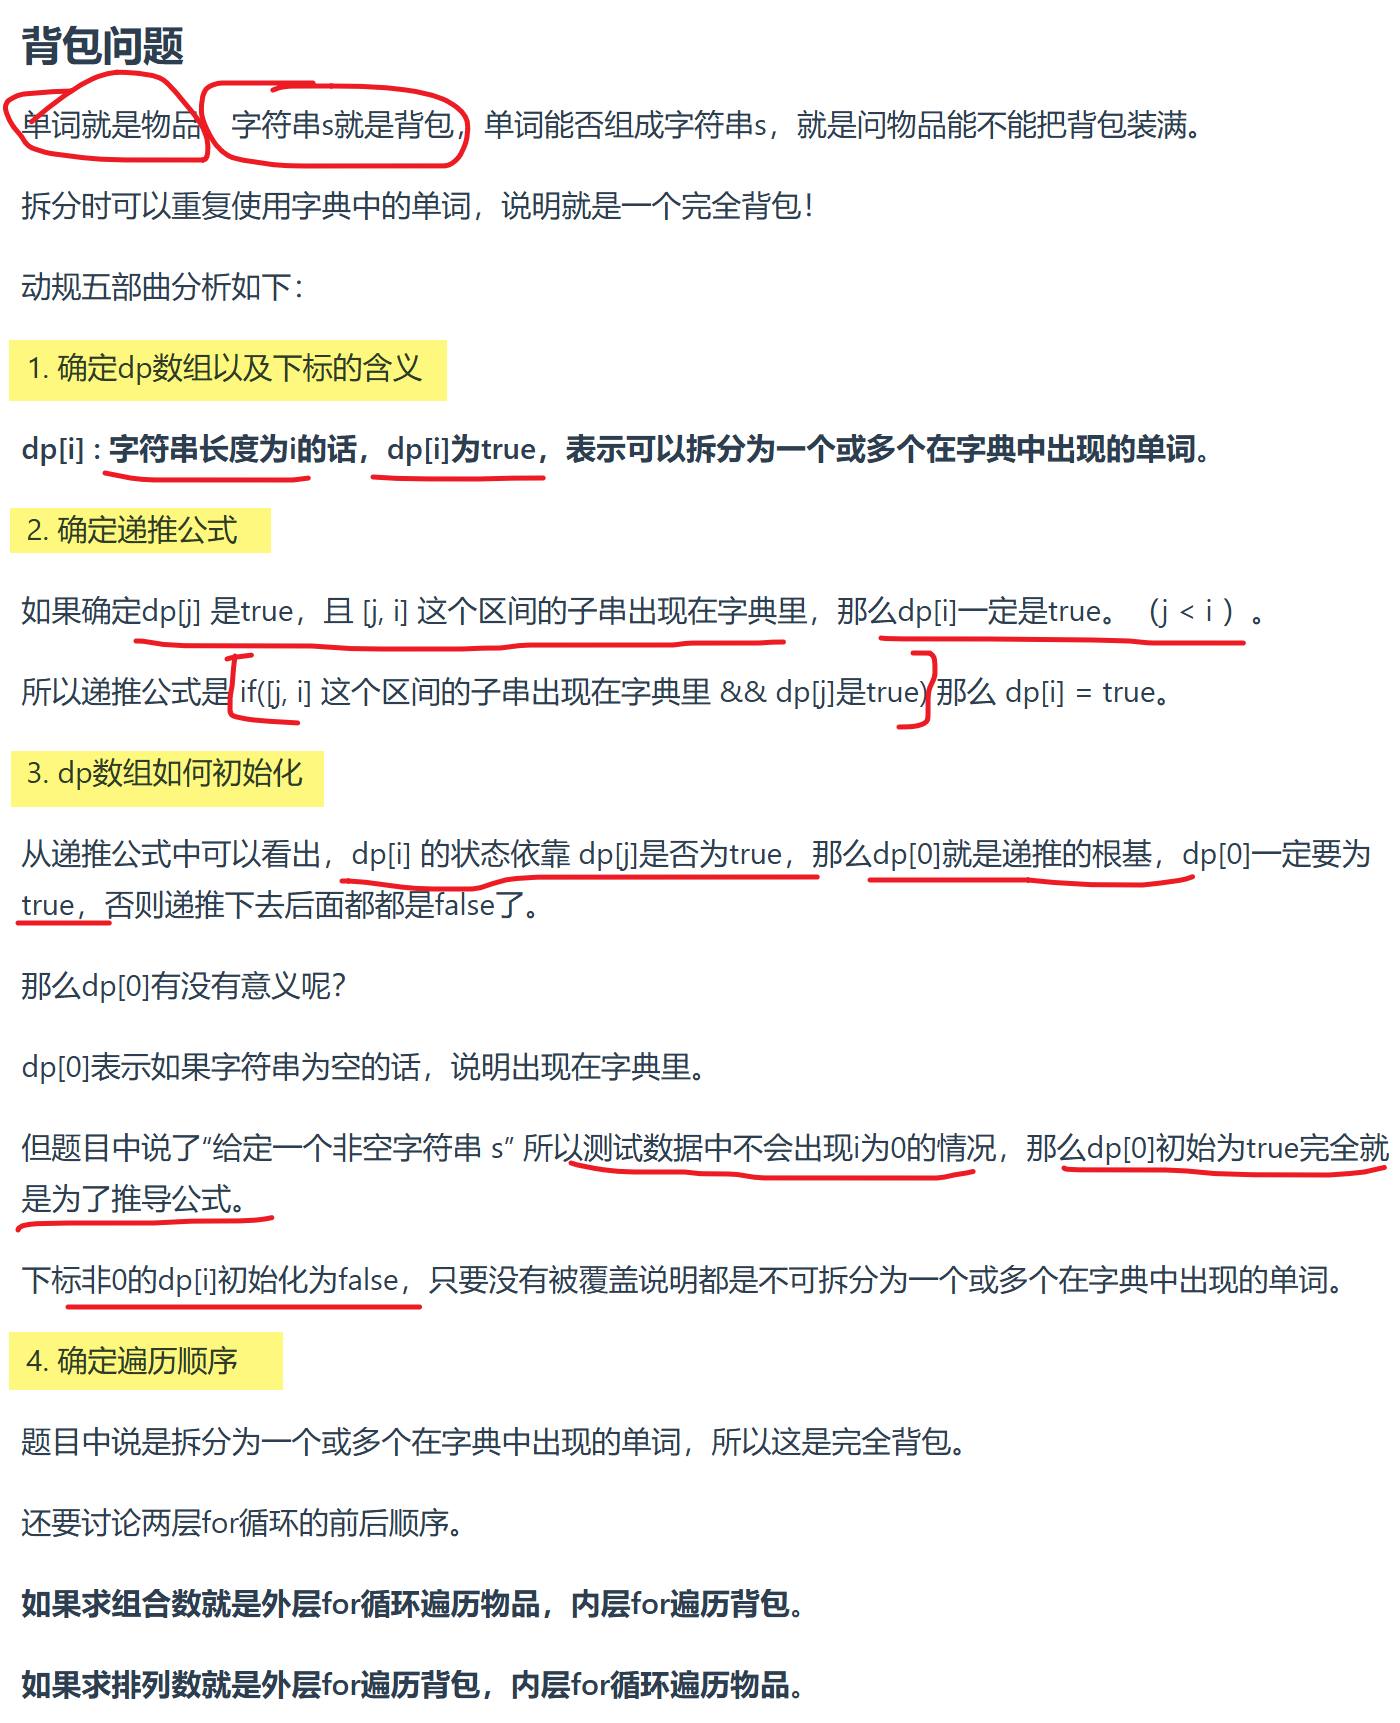 背包问题
单词就是物品，字符串s就是背包，单词能否组成字符串s，就是问物品能不能把背包装满。
拆分时可以重复使用字典中的单词，说明就是一个完全背包！
动规五部曲分析如下：
1. 确定dp数组以及下标的含义
dp[i] : 字符串长度为i的话，dp[i]为true，表示可以拆分为一个或多个在字典中出现的单词。
2. 确定递推公式
如果确定dp[j] 是true，且 [j, i] 这个区间的子串出现在字典里，那么dp[i]一定是true。（j < i ）。
所以递推公式是 if([j, i] 这个区间的子串出现在字典里 && dp[j]是true) 那么 dp[i] = true。
3. dp数组如何初始化
从递推公式中可以看出，dp[i] 的状态依靠 dp[j]是否为true，那么dp[0]就是递推的根基，dp[0]一定要为
true，否则递推下去后面都都是false了。
那么dp[0]有没有意义呢？
dp[0]表示如果字符串为空的话，说明出现在字典里。
但题目中说了“给定一个非空字符串 s” 所以测试数据中不会出现i为0的情况，那么dp[0]初始为true完全就
是为了推导公式。
下标非0的dp[i]初始化为false，只要没有被覆盖说明都是不可拆分为一个或多个在字典中出现的单词。
4. 确定遍历顺序
题目中说是拆分为一个或多个在字典中出现的单词，所以这是完全背包。
还要讨论两层for循环的前后顺序。
如果求组合数就是外层for循环遍历物品，内层for遍历背包。
如果求排列数就是外层for遍历背包，内层for循环遍历物品。